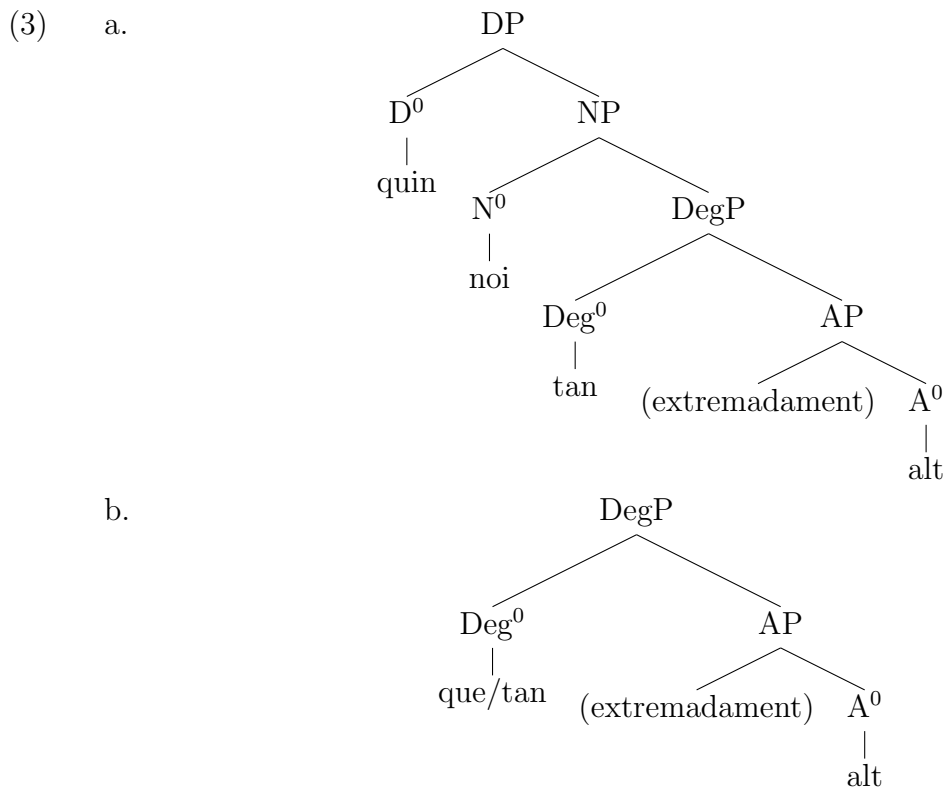 (3) a. DP
D⁰ NP
quin
N⁰ DegP
noi
Deg⁰ AP
tan
(extremadament) A⁰
alt
b. DegP
Deg⁰ AP
que/tan (extremadament) A⁰
alt